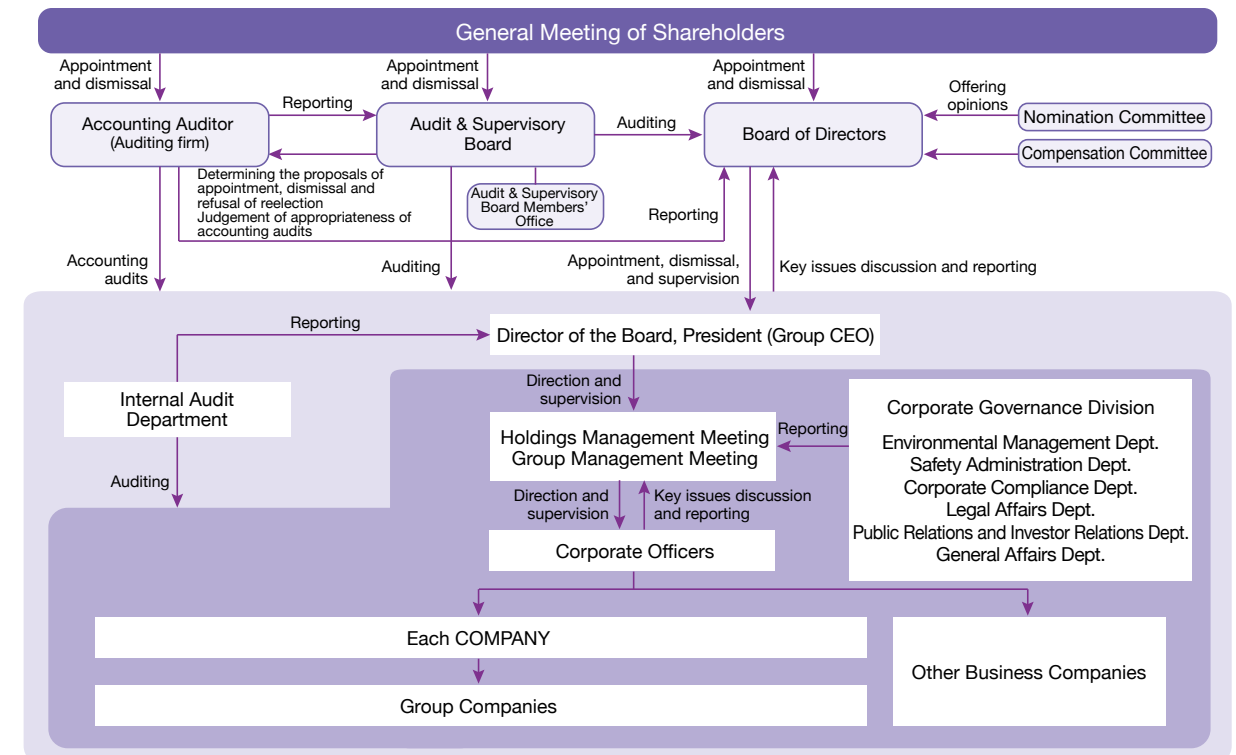 General Meeting of Shareholders
Appointment
and dismissal
Appointment
and dismissal
Appointment
and dismissal
Offering
opinions
Reporting
Accounting Auditor
(Auditing firm)
Audit & Supervisory
Board
Auditing
Board of Directors
Nomination Committee
Compensation Committee
Determining the proposals of
appointment, dismissal and
refusal of reelection
Judgement of appropriateness of
accounting audits
Audit & Supervisory
Board Members'
Office
Reporting
Accounting
audits
Auditing
Appointment, dismissal,
and supervision
Key issues discussion and reporting
Reporting
Director of the Board, President (Group CEO)
Internal Audit
Department
Direction and
supervision
Holdings Management Meeting
Group Management Meeting
Reporting
Corporate Governance Division
Environmental Management Dept.
Safety Administration Dept.
Corporate Compliance Dept.
Legal Affairs Dept.
Public Relations and Investor Relations Dept.
General Affairs Dept.
Auditing
Direction and
supervision
Key issues discussion
and reporting
Corporate Officers
Each COMPANY
Group Companies
Other Business Companies